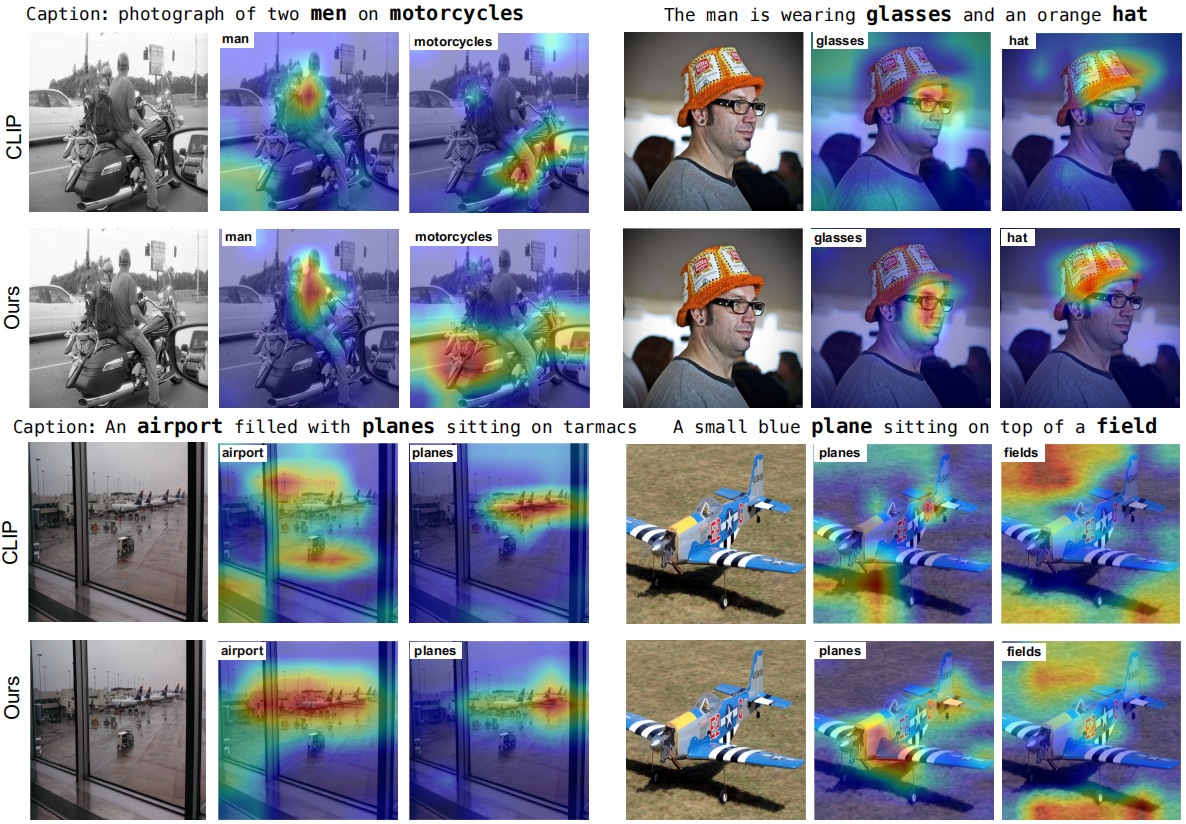 Caption: photograph of two men on motorcycles
The man is wearing glasses and an orange hat
CLIP
man
motorcycles
glasses
hat
Ours
man
motorcycles
glasses
hat
Caption: An airport filled with planes sitting on tarmacs
A small blue plane sitting on top of a field
CLIP
airport
planes
planes
fields
Ours
airport
planes
planes
fields